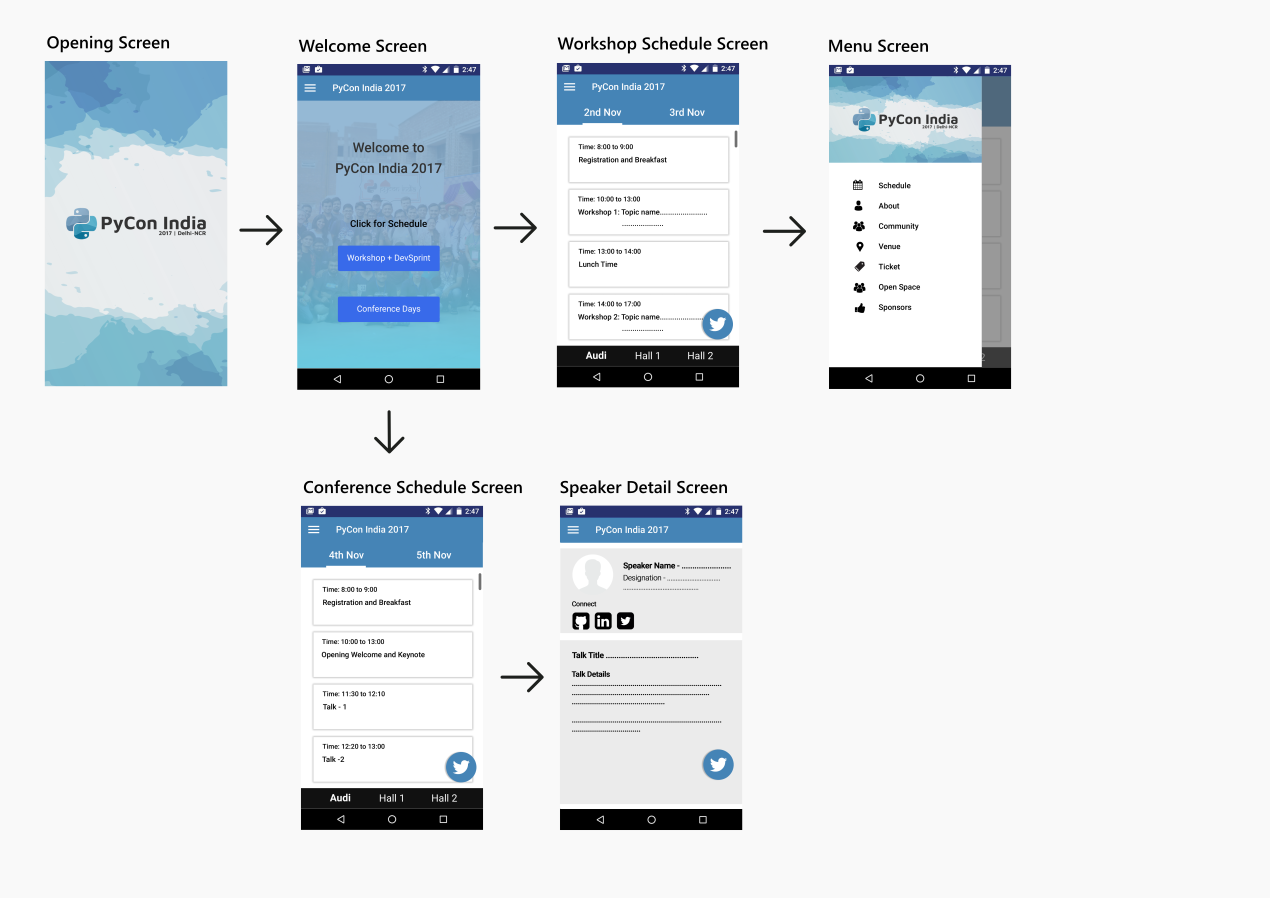 Opening Screen
PyCon India
2017 | Delhi-NCR
Welcome Screen
2:47
PyCon India 2017
Welcome to
PyCon India 2017
Click for Schedule
Workshop + DevSprint
Conference Days
Workshop Schedule Screen
2:47
PyCon India 2017
2nd Nov 3rd Nov
Time: 8:00 to 9:00
Registration and Breakfast
Time: 10:00 to 13:00
Workshop 1: Topic name.......................
....................
Time: 13:00 to 14:00
Lunch Time
Time: 14:00 to 17:00
Workshop 2: Topic name.......................
....................
Audi Hall 1 Hall 2
Menu Screen
2:47
PyCon India
2017 | Delhi-NCR
Schedule
About
Community
Venue
Ticket
Open Space
Sponsors
2
Conference Schedule Screen
2:47
PyCon India 2017
4th Nov 5th Nov
Time: 8:00 to 9:00
Registration and Breakfast
Time: 10:00 to 13:00
Opening Welcome and Keynote
Time: 11:30 to 12:10
Talk - 1
Time: 12:20 to 13:00
Talk -2
Audi Hall 1 Hall 2
Speaker Detail Screen
2:47
PyCon India 2017
Speaker Name - .......................
Designation - ..........................
.....................................
Connect
in
Talk Title .............................................
Talk Details